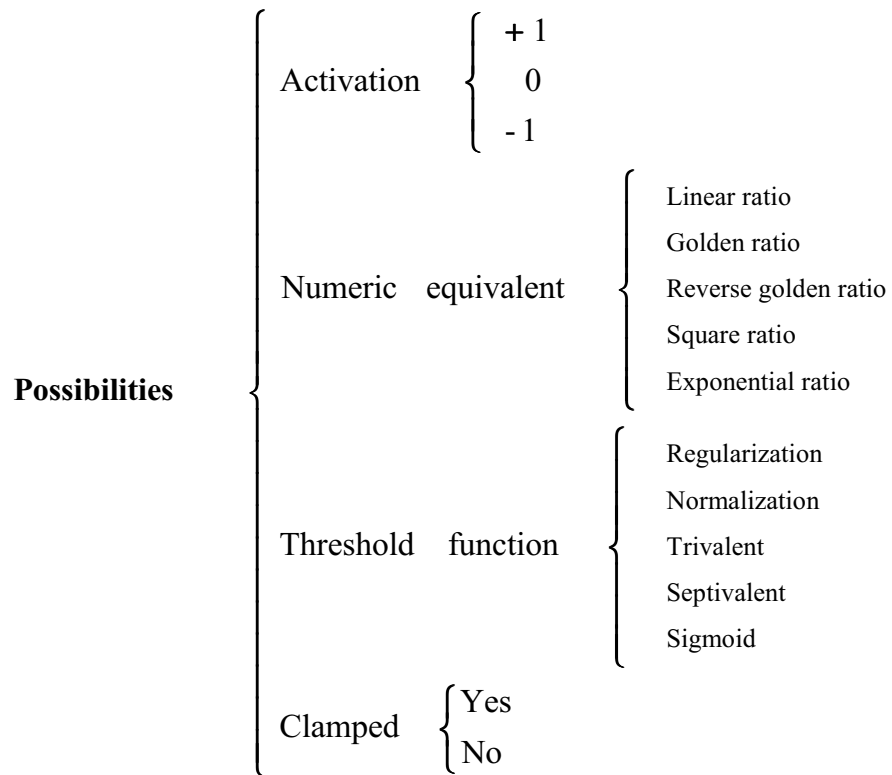 Possibilities
Activation
+ 1
0
- 1
Numeric equivalent
Linear ratio
Golden ratio
Reverse golden ratio
Square ratio
Exponential ratio
Threshold function
Regularization
Normalization
Trivalent
Septivalent
Sigmoid
Clamped
Yes
No